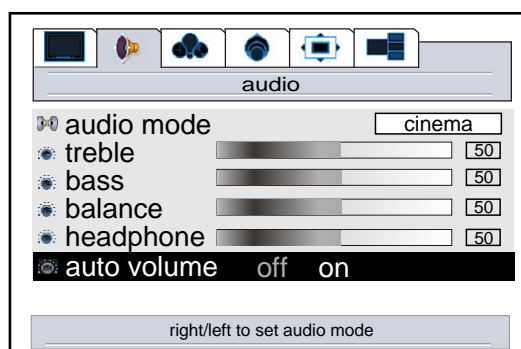 audio
audio mode cinema
treble 50
bass 50
balance 50
headphone 50
auto volume off on
right/left to set audio mode